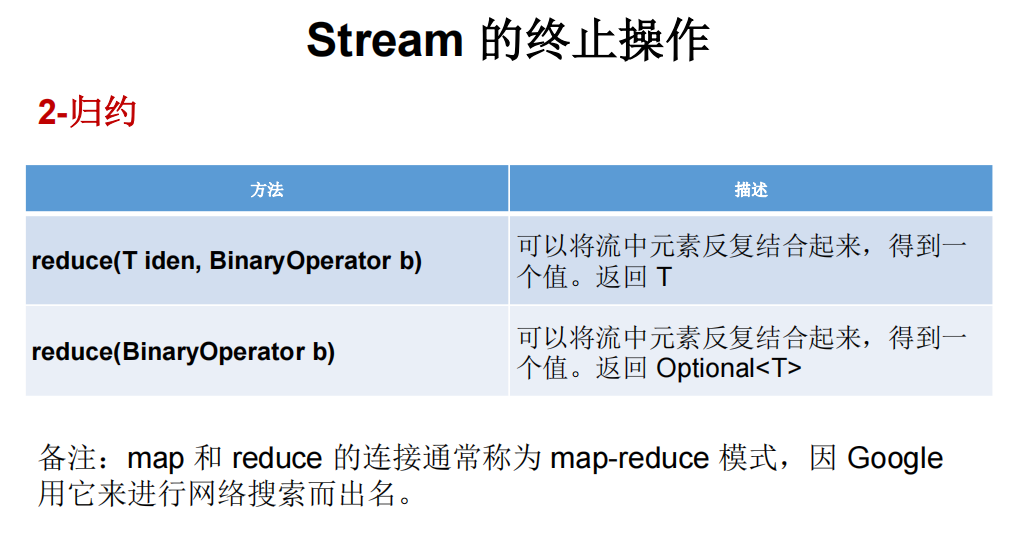 Stream 的终止操作
2-归约
方法
描述
reduce(T iden, BinaryOperator b)
可以将流中元素反复结合起来，得到一
个值。返回 T
reduce(BinaryOperator b)
可以将流中元素反复结合起来，得到一
个值。返回 Optional<T>
备注：map 和 reduce 的连接通常称为 map-reduce 模式，因 Google
用它来进行网络搜索而出名。